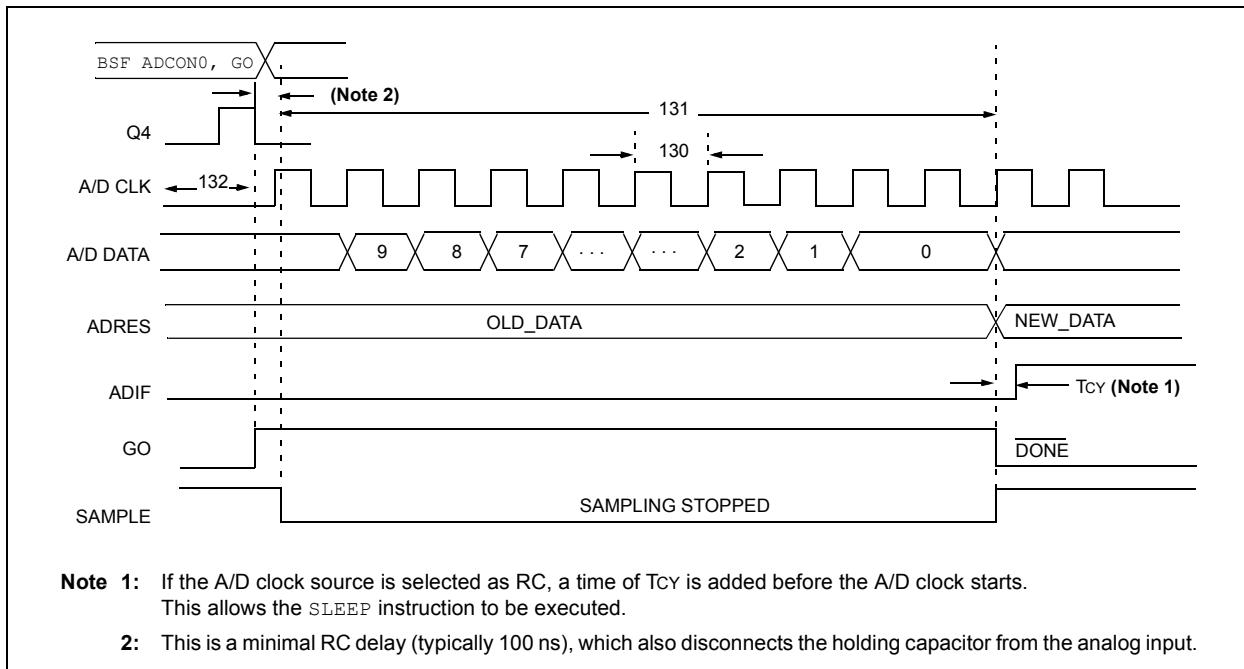 BSF ADCON0, GO
(Note 2)
131
Q4
130
A/D CLK
132
A/D DATA
9 8 7 . . . . . . 2 1 0
ADRES
OLD_DATA
NEW_DATA
ADIF
TCY (Note 1)
GO
DONE
SAMPLE
SAMPLING STOPPED
Note 1: If the A/D clock source is selected as RC, a time of TCY is added before the A/D clock starts.
This allows the SLEEP instruction to be executed.
2: This is a minimal RC delay (typically 100 ns), which also disconnects the holding capacitor from the analog input.